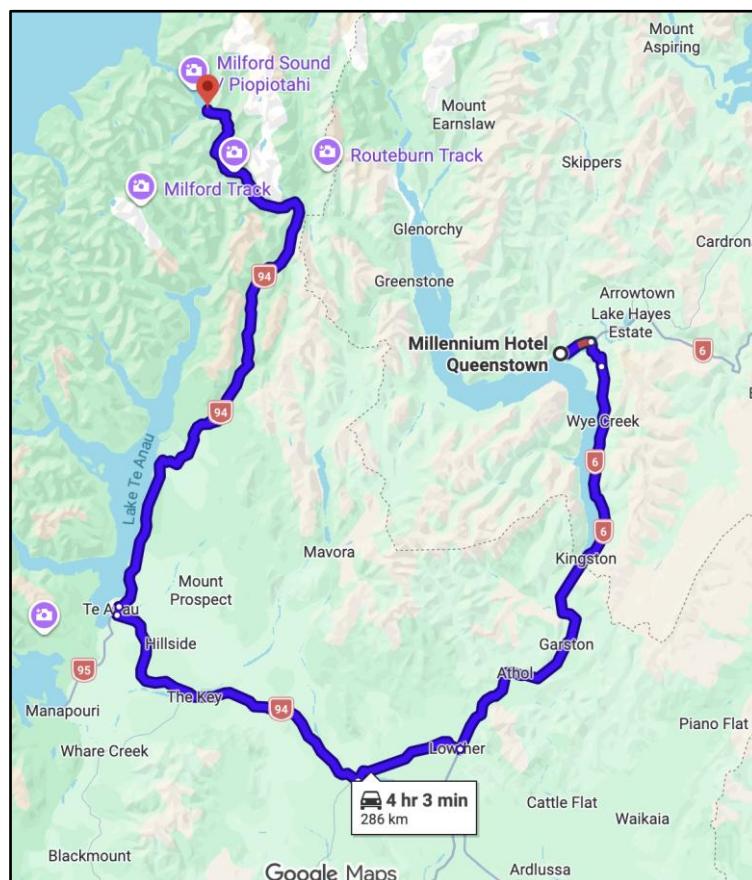 Mount
Aspiring
Milford Sound
/ Piopiotahi
Mount
Earnslaw
Routeburn Track
Skippers
Milford Track
Glenorchy
Cardron
94
Greenstone
Arrowtown
Lake Hayes
Estate
Millennium Hotel
Queenstown
6
94
Wye Creek
6
Lake Te Anau
6
Mavora
Kingston
Mount
Prospect
Te Anau
Hillside
Garston
95
Athol
The Key
94
Manapouri
Piano Flat
Whare Creek
Lowther
4 hr 3 min
286 km
Cattle Flat
Waikaia
Blackmount
Google Maps
Ardlussa